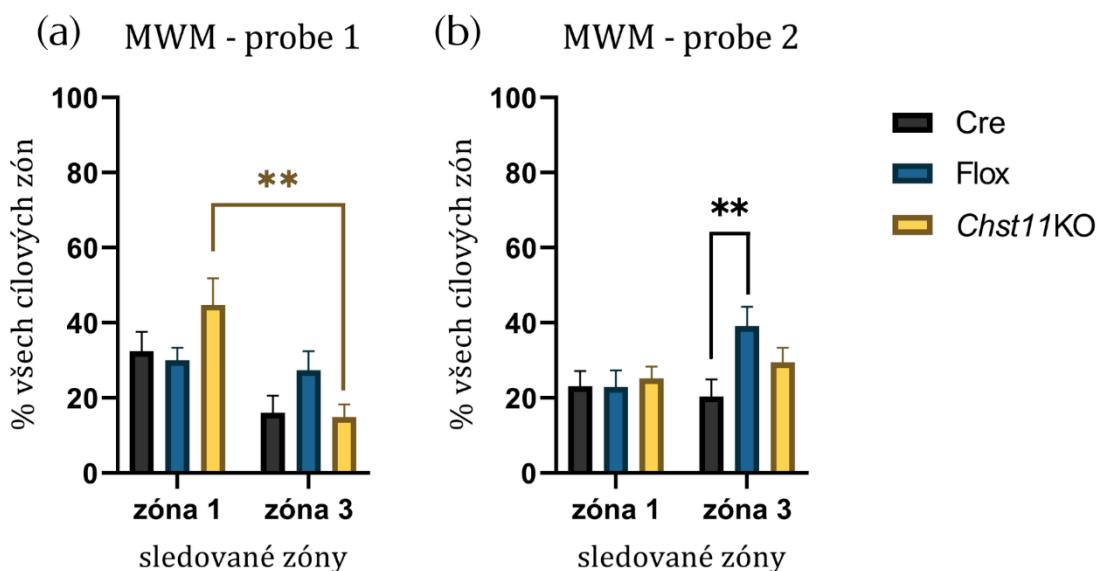 (a) MWM - probe 1
% všech cílových zón
100
80
60
40
20
0
**
zóna 1 zóna 3
sledované zóny
(b) MWM - probe 2
% všech cílových zón
100
80
60
40
20
0
**
zóna 1 zóna 3
sledované zóny
Cre
Flox
Chst11KO